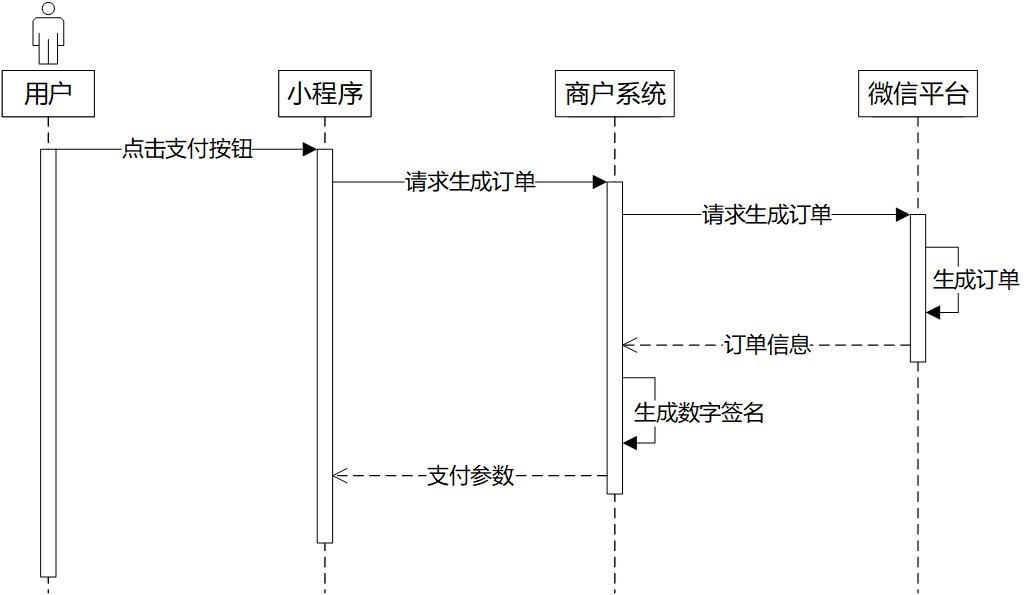 用户
小程序
商户系统
微信平台
点击支付按钮
请求生成订单
请求生成订单
生成订单
订单信息
生成数字签名
支付参数